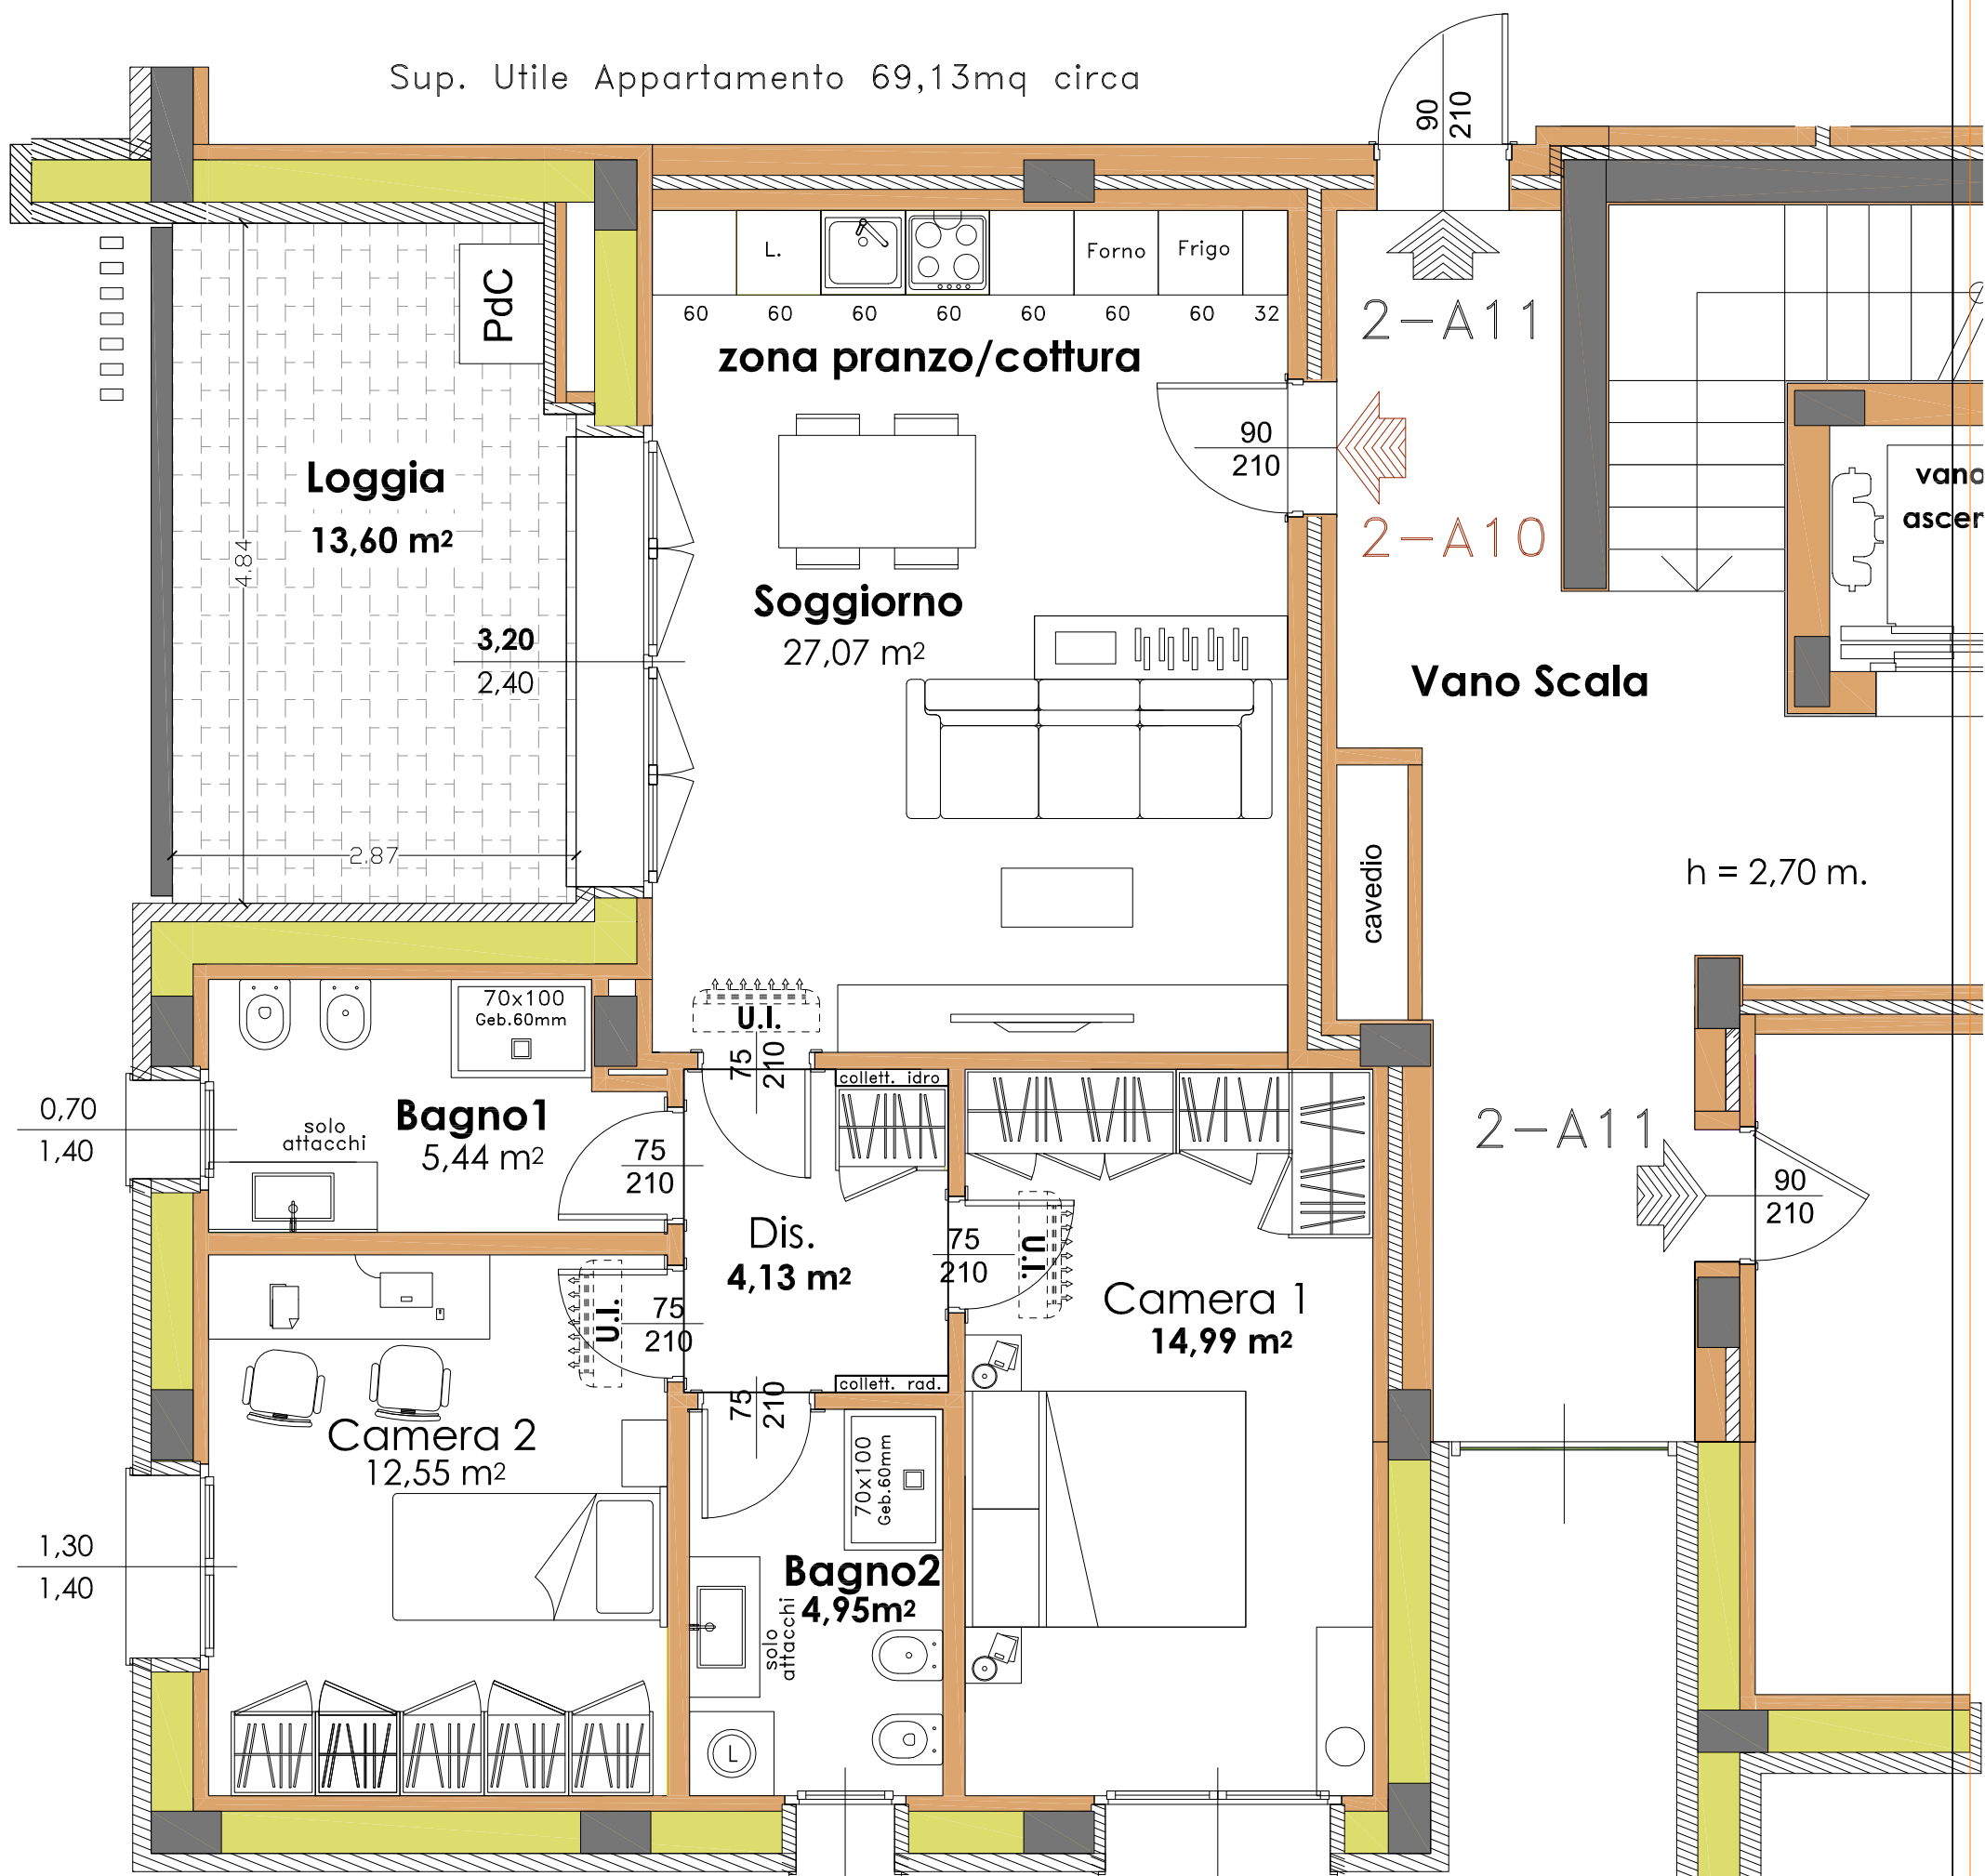 Sup. Utile Appartamento 69,13mq circa
90
210
L.
Forno
Frigo
60
60
60
60
60
60
60
32
PdC
zona pranzo/cottura
2-A11
90
210
2-A10
Loggia
13,60 m²
4.84
3,20
2,40
2.87
Soggiorno
27,07 m²
Vano Scala
h = 2,70 m.
cavedio
70x100
Geb.60mm
U.I.
75
210
collett. idro
0,70
1,40
solo
attacchi
Bagno1
5,44 m²
75
210
2-A11
90
210
Dis.
4,13 m²
75
210
U.I.
U.I.
75
210
Camera 1
14,99 m²
collett. rad.
75
210
Camera 2
12,55 m²
70x100
Geb.60mm
1,30
1,40
Bagno2
4,95m²
solo
attacchi
L